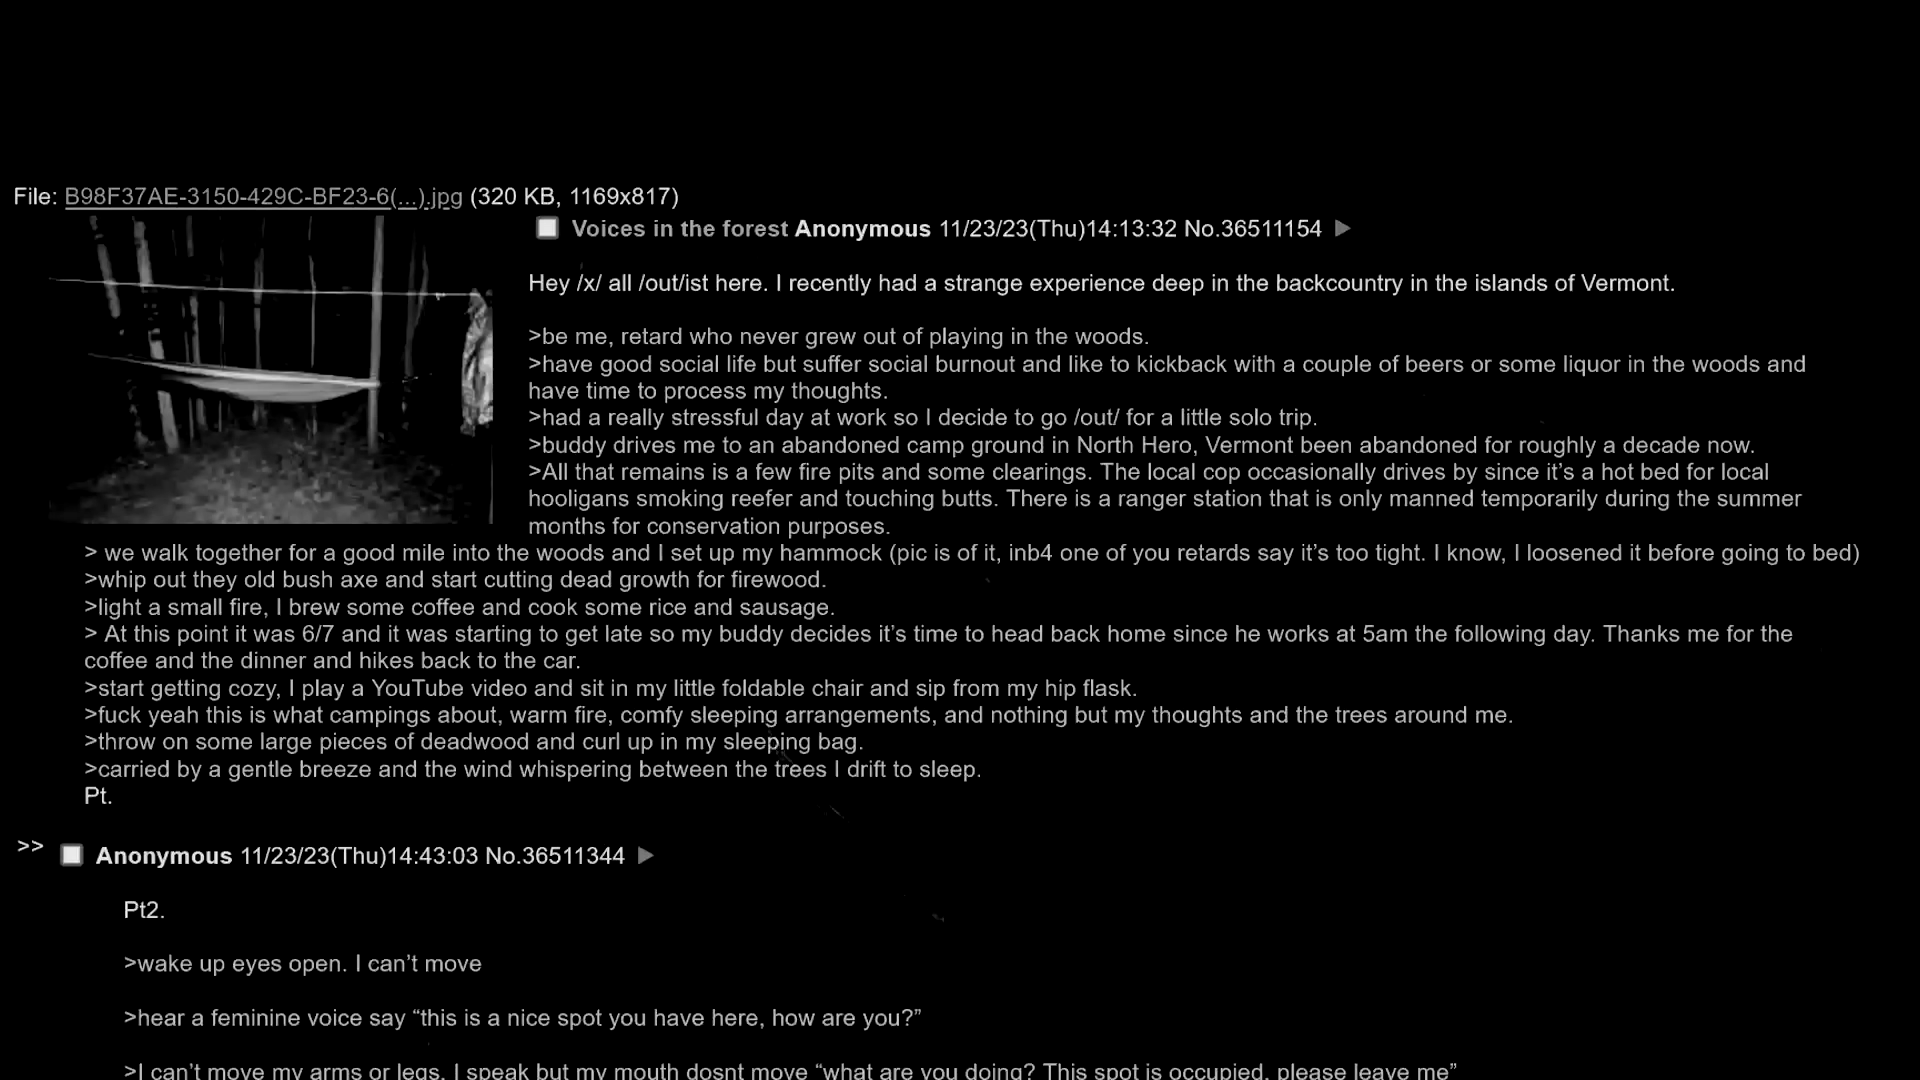 File: B98F37AE-3150-429C-BF23-6(...).jpg (320 KB, 1169x817)
Voices in the forest Anonymous 11/23/23(Thu)14:13:32 No.36511154 ▶
Hey /x/ all /out/ist here. I recently had a strange experience deep in the backcountry in the islands of Vermont.
>be me, retard who never grew out of playing in the woods.
>have good social life but suffer social burnout and like to kickback with a couple of beers or some liquor in the woods and
have time to process my thoughts.
>had a really stressful day at work so I decide to go /out/ for a little solo trip.
>buddy drives me to an abandoned camp ground in North Hero, Vermont been abandoned for roughly a decade now.
>All that remains is a few fire pits and some clearings. The local cop occasionally drives by since it’s a hot bed for local
hooligans smoking reefer and touching butts. There is a ranger station that is only manned temporarily during the summer
months for conservation purposes.
> we walk together for a good mile into the woods and I set up my hammock (pic is of it, inb4 one of you retards say it’s too tight. I know, I loosened it before going to bed)
>whip out they old bush axe and start cutting dead growth for firewood.
>light a small fire, I brew some coffee and cook some rice and sausage.
> At this point it was 6/7 and it was starting to get late so my buddy decides it’s time to head back home since he works at 5am the following day. Thanks me for the
coffee and the dinner and hikes back to the car.
>start getting cozy, I play a YouTube video and sit in my little foldable chair and sip from my hip flask.
>fuck yeah this is what campings about, warm fire, comfy sleeping arrangements, and nothing but my thoughts and the trees around me.
>throw on some large pieces of deadwood and curl up in my sleeping bag.
>carried by a gentle breeze and the wind whispering between the trees I drift to sleep.
Pt.
>> Anonymous 11/23/23(Thu)14:43:03 No.36511344 ▶
Pt2.
>wake up eyes open. I can’t move
>hear a feminine voice say “this is a nice spot you have here, how are you?”
>I can’t move my arms or legs. I speak but my mouth dosnt move “what are you doing? This spot is occupied, please leave me”